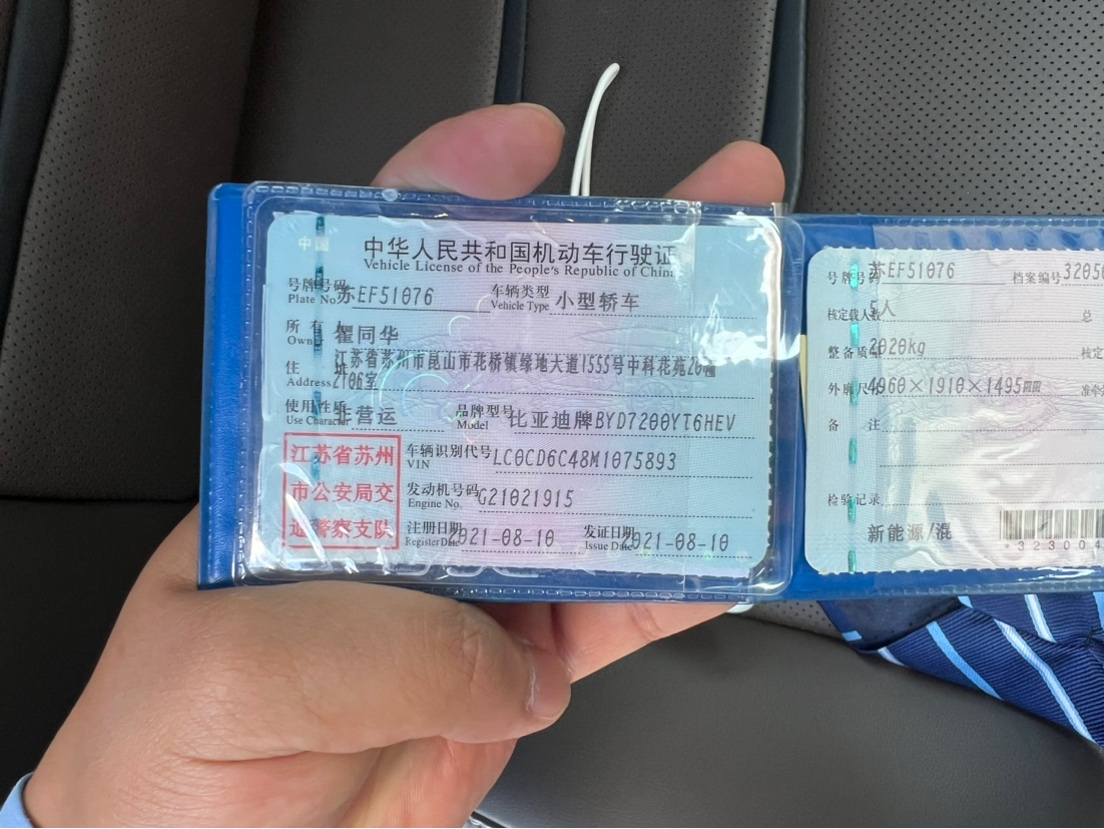 中国
中华人民共和国机动车行驶证
Vehicle License of the People's Republic of China
号牌号码 苏EF51076 车辆类型 小型轿车
Plate No. Vehicle Type
所有人 瞿同华
Owner
住址 江苏省苏州市昆山市花桥镇绿地大道1555号中科花苑20幢
Address 2106室
使用性质 非营运 品牌型号 比亚迪牌BYD7200YT6HEV
Use Character Model
江苏省苏州
市公安局交
通警察支队
车辆识别代号 LC0CD6C48M1075893
VIN
发动机号码 G21021915
Engine No.
注册日期 2021-08-10 发证日期 2021-08-10
Register Date Issue Date
号牌号码 苏EF51076 档案编号 3205
核定载人数 5人 总
整备质量 2020kg 核定
外廓尺寸 4960×1910×1495㎜ 准牵
备注
检验记录
新能源/混
*323004